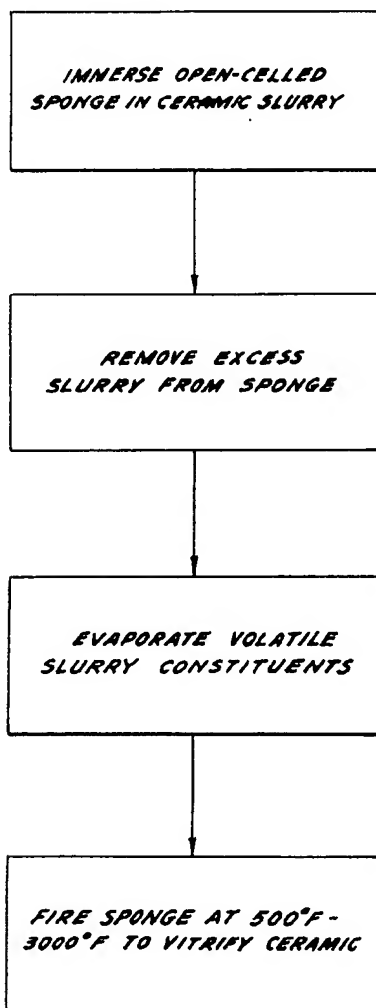 IMMERSE OPEN-CELLED
SPONGE IN CERAMIC SLURRY
REMOVE EXCESS
SLURRY FROM SPONGE
EVAPORATE VOLATILE
SLURRY CONSTITUENTS
FIRE SPONGE AT 500°F-
3000°F TO VITRIFY CERAMIC